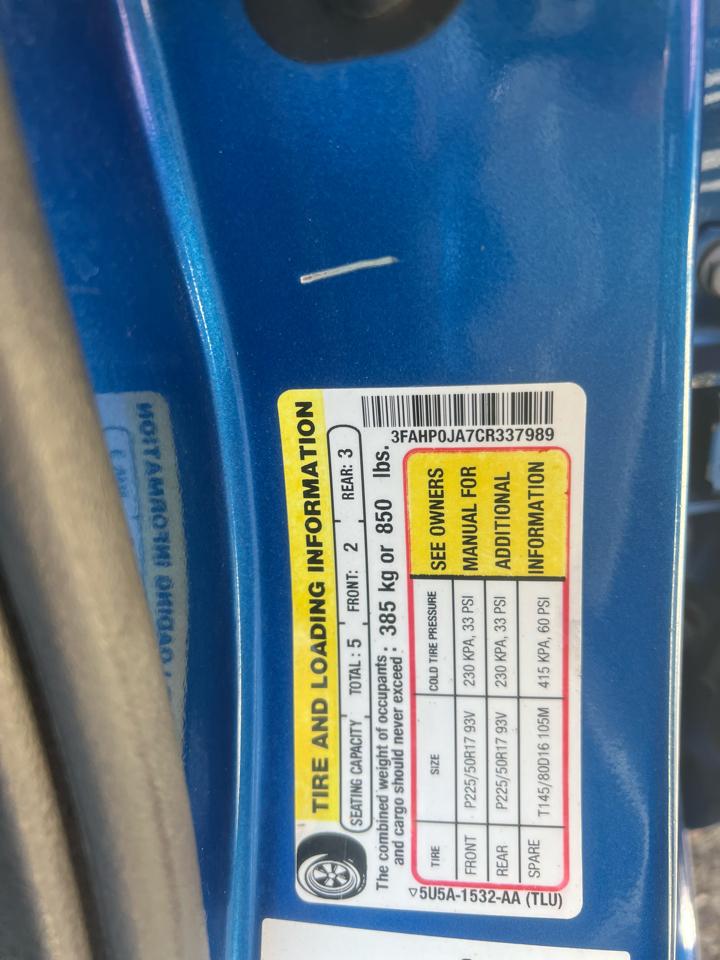 TIRE AND LOADING INFORMATION
SEATING CAPACITY TOTAL : 5 FRONT: 2 REAR: 3
The combined weight of occupants and cargo should never exceed : 385 kg or 850 lbs.
3FAHP0JA7CR337989
TIRE SIZE COLD TIRE PRESSURE
FRONT P225/50R17 93V 230 KPA, 33 PSI
REAR P225/50R17 93V 230 KPA, 33 PSI
SPARE T145/80D16 105M 415 KPA, 60 PSI
SEE OWNERS
MANUAL FOR
ADDITIONAL
INFORMATION
▽5U5A-1532-AA (TLU)
LOADING INFORMATION